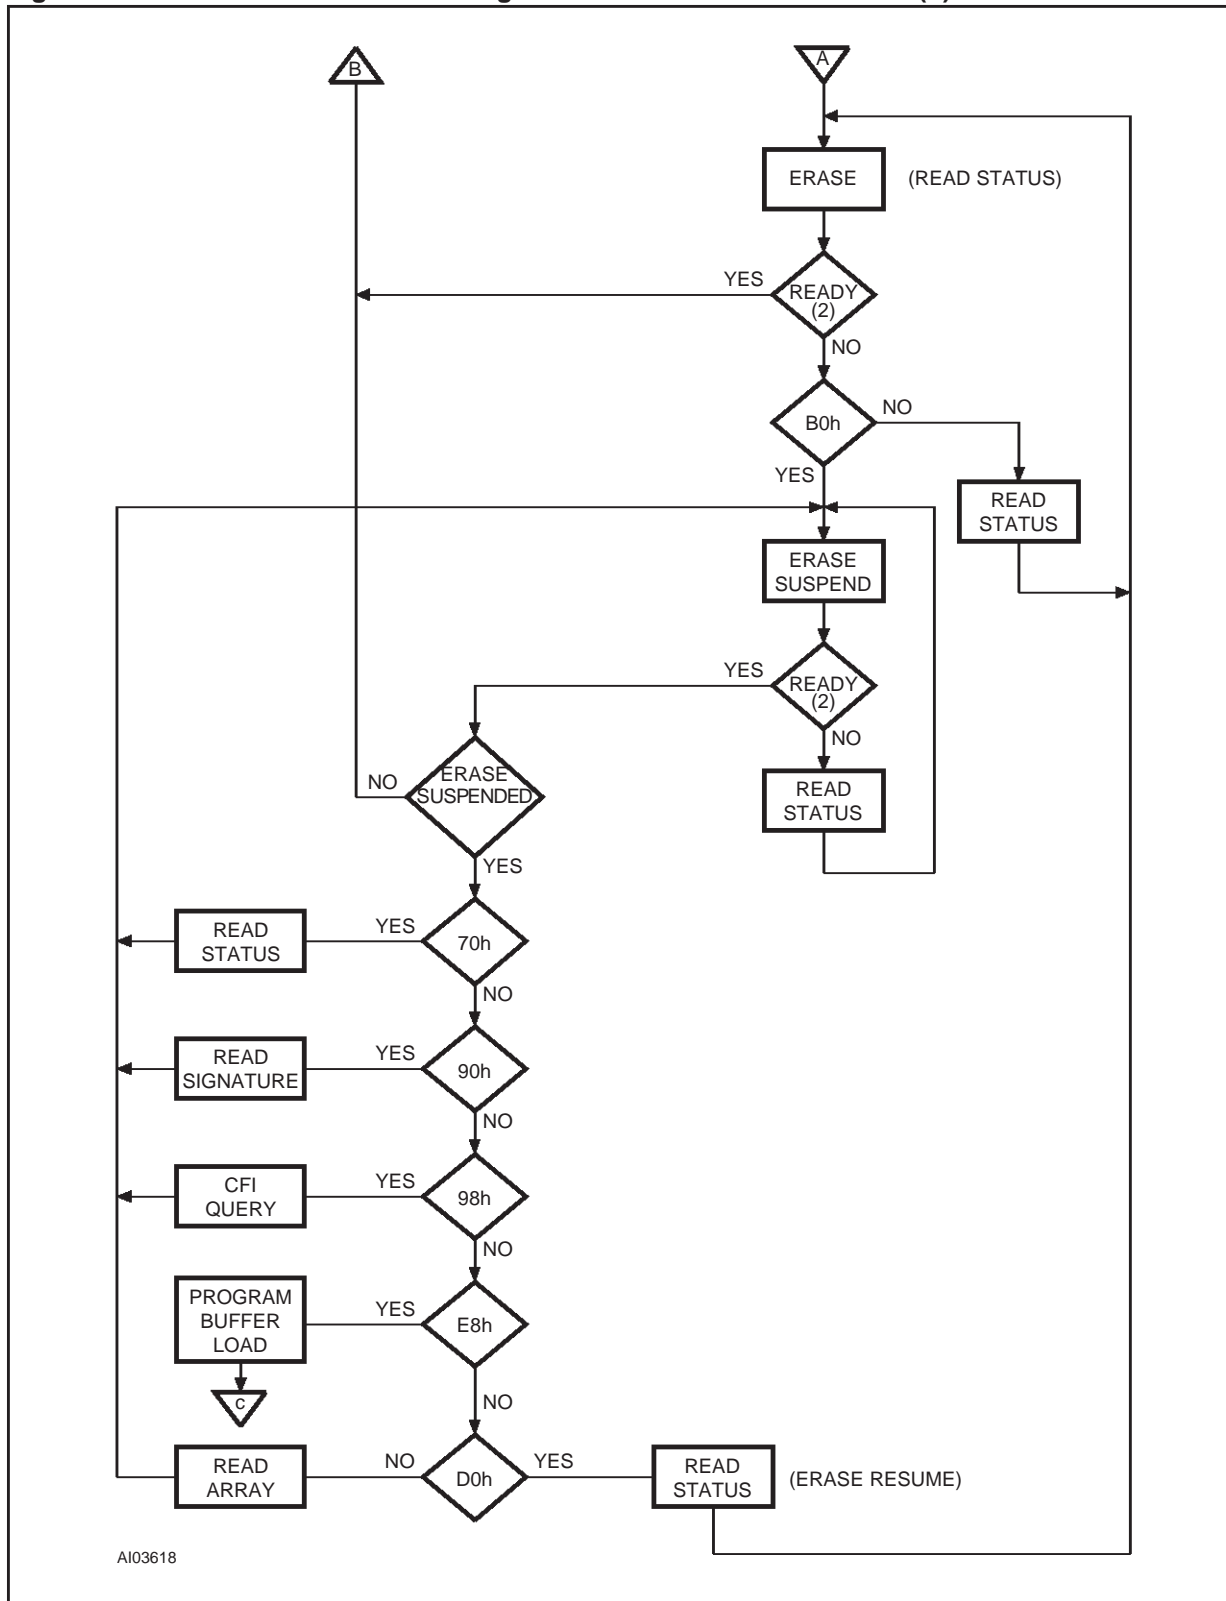 B
A
ERASE (READ STATUS)
YES
READY
(2)
NO
B0h
NO
YES
READ
STATUS
ERASE
SUSPEND
YES
READY
(2)
NO
ERASE
SUSPENDED
NO
READ
STATUS
YES
READ
STATUS
YES
70h
NO
READ
SIGNATURE
YES
90h
NO
CFI
QUERY
YES
98h
NO
PROGRAM
BUFFER
LOAD
YES
E8h
c
NO
READ
ARRAY
NO
D0h
YES
READ
STATUS
(ERASE RESUME)
AI03618